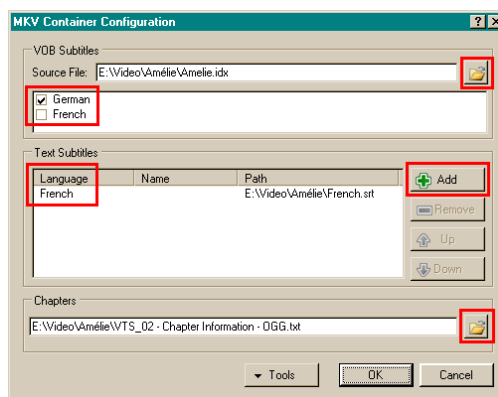 MKV Container Configuration
VOB Subtitles
Source File: E:\Video\Amélie\Amelie.idx
German
French
Text Subtitles
Language Name Path
French E:\Video\Amélie\French.srt
Add
Remove
Up
Down
Chapters
E:\Video\Amélie\VTS_02 - Chapter Information - OGG.txt
Tools OK Cancel